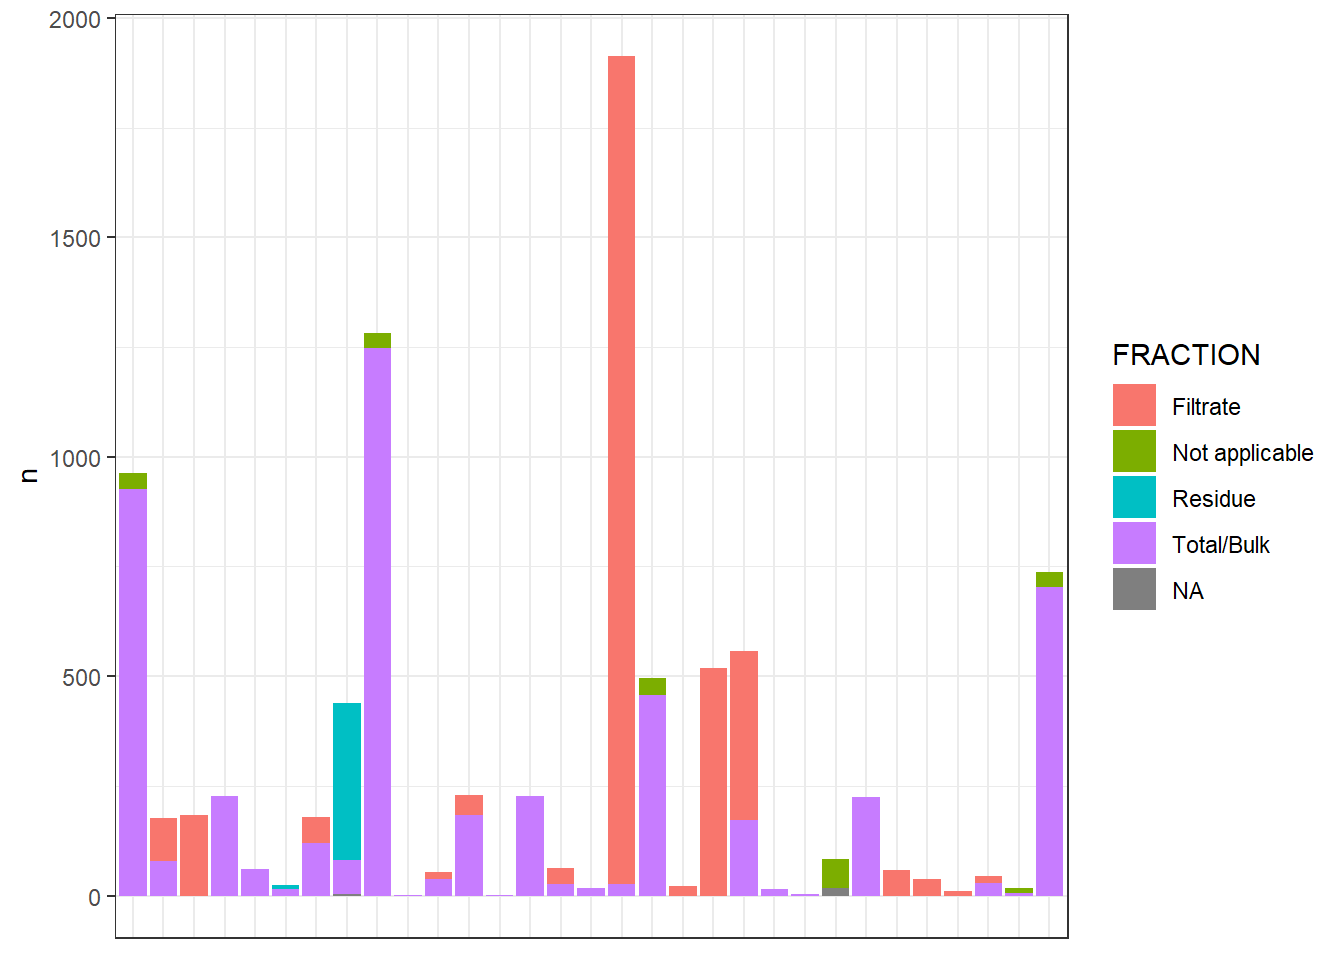 2000
1500
1000
500
0
n
FRACTION
Filtrate
Not applicable
Residue
Total/Bulk
NA